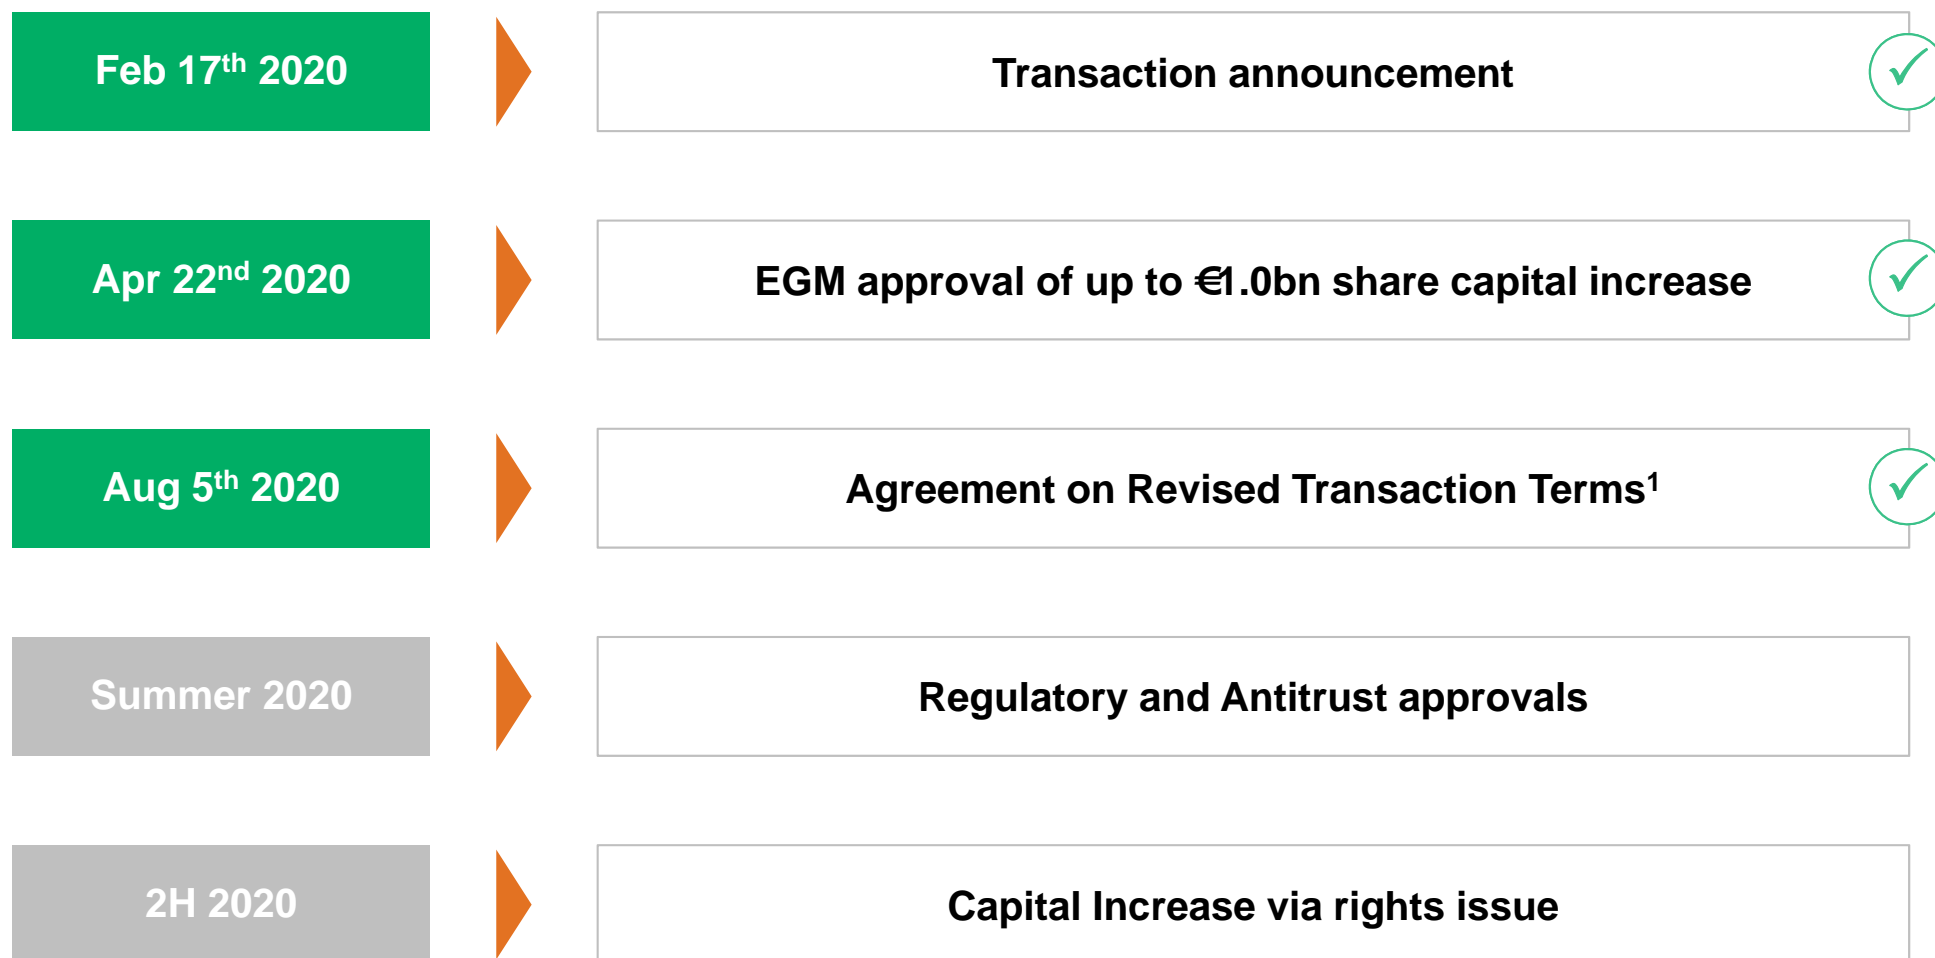 Feb 17th 2020
Transaction announcement
Apr 22nd 2020
EGM approval of up to €1.0bn share capital increase
Aug 5th 2020
Agreement on Revised Transaction Terms1
Summer 2020
Regulatory and Antitrust approvals
2H 2020
Capital Increase via rights issue